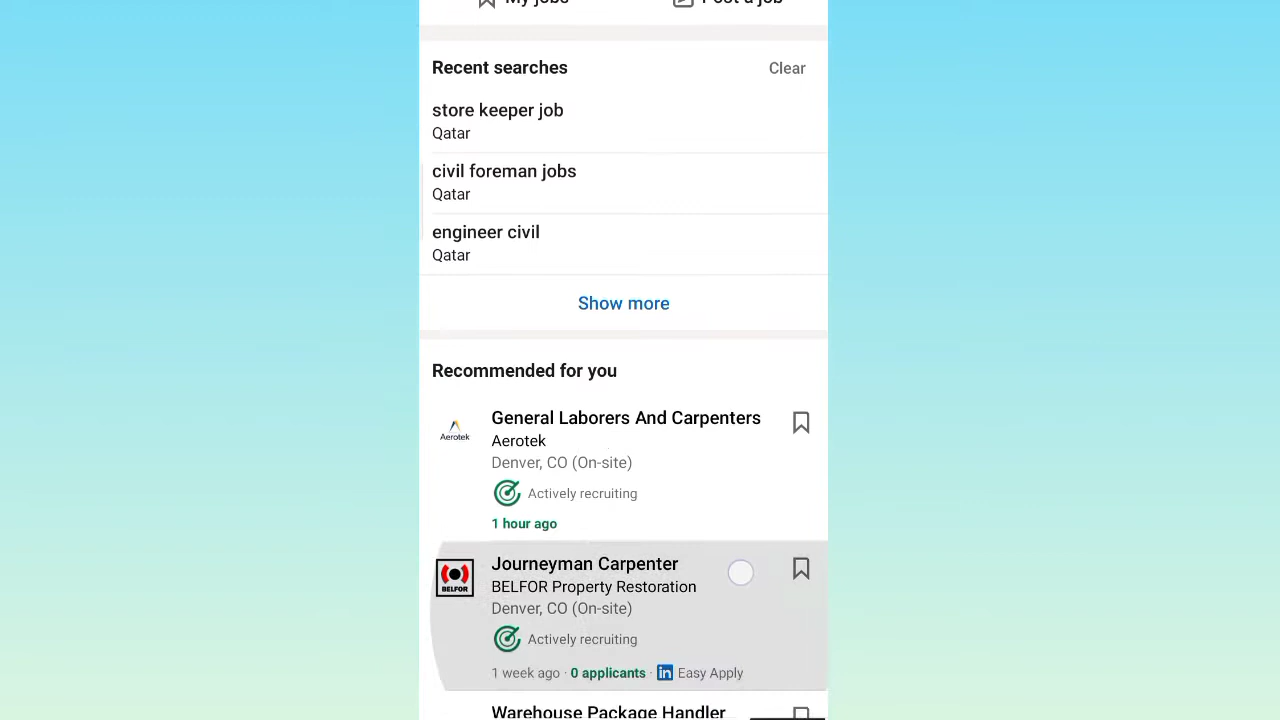 My jobs
Post a job
Recent searches
Clear
store keeper job
Qatar
civil foreman jobs
Qatar
engineer civil
Qatar
Show more
Recommended for you
General Laborers And Carpenters
Aerotek
Aerotek
Denver, CO (On-site)
Actively recruiting
1 hour ago
Journeyman Carpenter
BELFOR
BELFOR Property Restoration
Denver, CO (On-site)
Actively recruiting
1 week ago · 0 applicants · in Easy Apply
Warehouse Package Handler